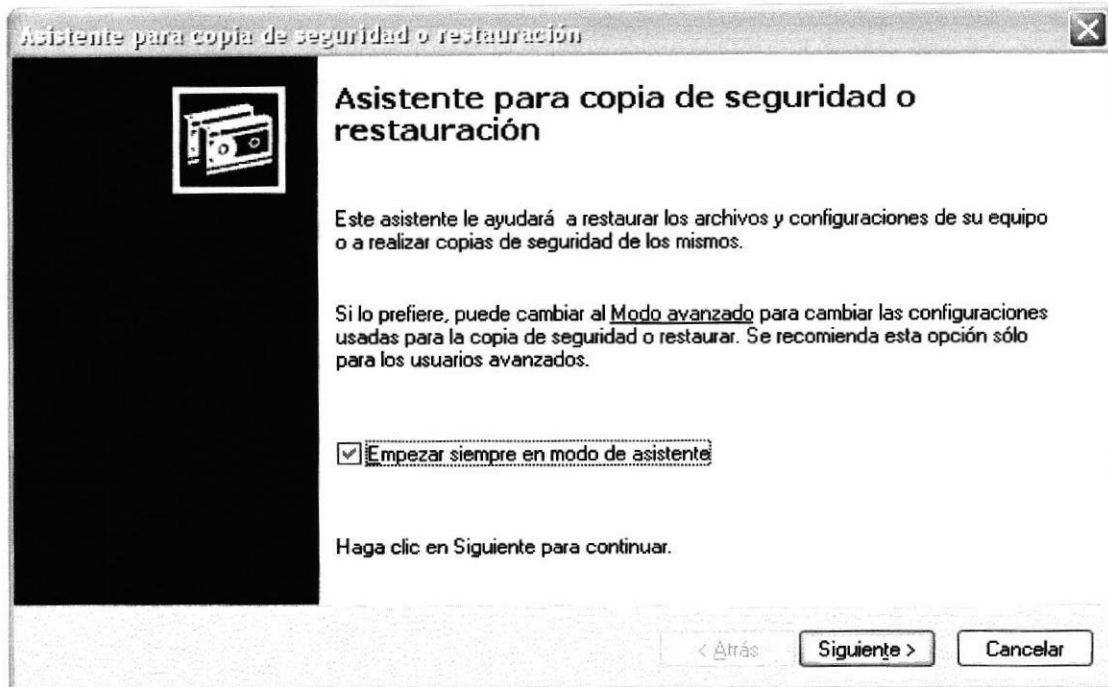 Asistente para copia de seguridad o restauración
Asistente para copia de seguridad o
restauración
Este asistente le ayudará a restaurar los archivos y configuraciones de su equipo
o a realizar copias de seguridad de los mismos.
Si lo prefiere, puede cambiar al Modo avanzado para cambiar las configuraciones
usadas para la copia de seguridad o restaurar. Se recomienda esta opción sólo
para los usuarios avanzados.
Empezar siempre en modo de asistente
Haga clic en Siguiente para continuar.
< Atrás Siguiente > Cancelar